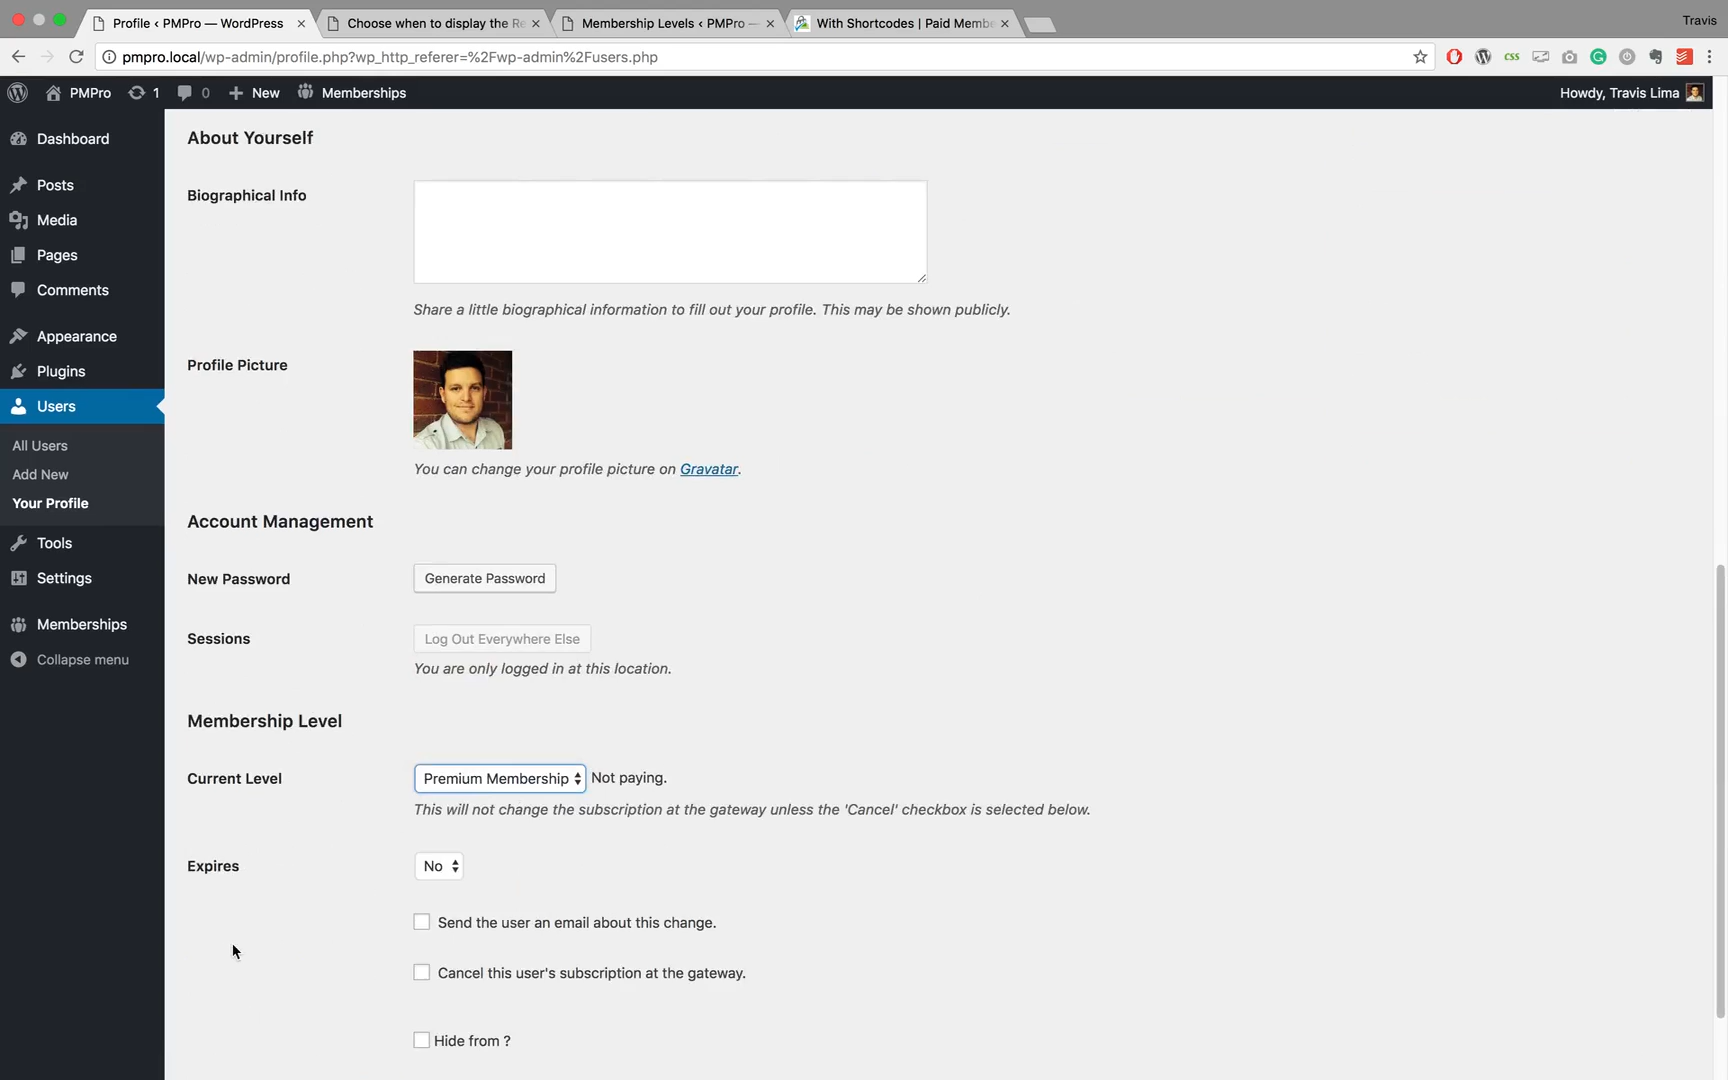 Profile ‹ PMPro — WordPress
Choose when to display the Re
Membership Levels ‹ PMPro —
With Shortcodes | Paid Membe
Travis
pmpro.local/wp-admin/profile.php?wp_http_referer=%2Fwp-admin%2Fusers.php
CSS
PMPro
1
0
New
Memberships
Howdy, Travis Lima
Dashboard
Posts
Media
Pages
Comments
Appearance
Plugins
Users
All Users
Add New
Your Profile
Tools
Settings
Memberships
Collapse menu
About Yourself
Biographical Info
Share a little biographical information to fill out your profile. This may be shown publicly.
Profile Picture
You can change your profile picture on Gravatar.
Account Management
New Password
Generate Password
Sessions
Log Out Everywhere Else
You are only logged in at this location.
Membership Level
Current Level
Premium Membership
Not paying.
This will not change the subscription at the gateway unless the 'Cancel' checkbox is selected below.
Expires
No
Send the user an email about this change.
Cancel this user's subscription at the gateway.
Hide from ?